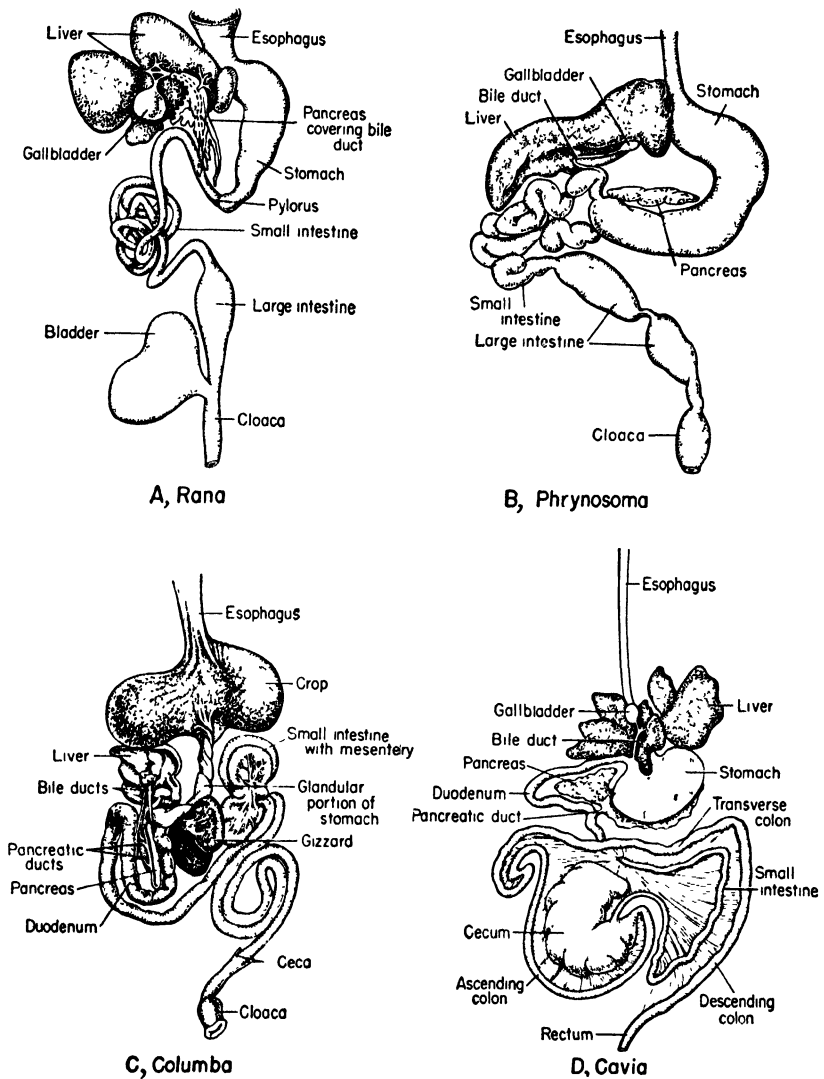 Liver
Esophagus
Pancreas
covering bile
duct
Gallbladder
Stomach
Pylorus
Small intestine
Large intestine
Bladder
Cloaca
A, Rana
Esophagus
Gallbladder
Bile duct
Liver
Stomach
Pancreas
Small
intestine
Large intestine
Cloaca
B, Phrynosoma
Esophagus
Crop
Small intestine
with mesentery
Liver
Bile ducts
Glandular
portion of
stomach
Gizzard
Pancreatic
ducts
Pancreas
Duodenum
Ceca
Cloaca
C, Columba
Esophagus
Gallbladder
Liver
Bile duct
Pancreas
Stomach
Duodenum
Pancreatic duct
Transverse
colon
Small
intestine
Cecum
Ascending
colon
Descending
colon
Rectum
D, Cavia